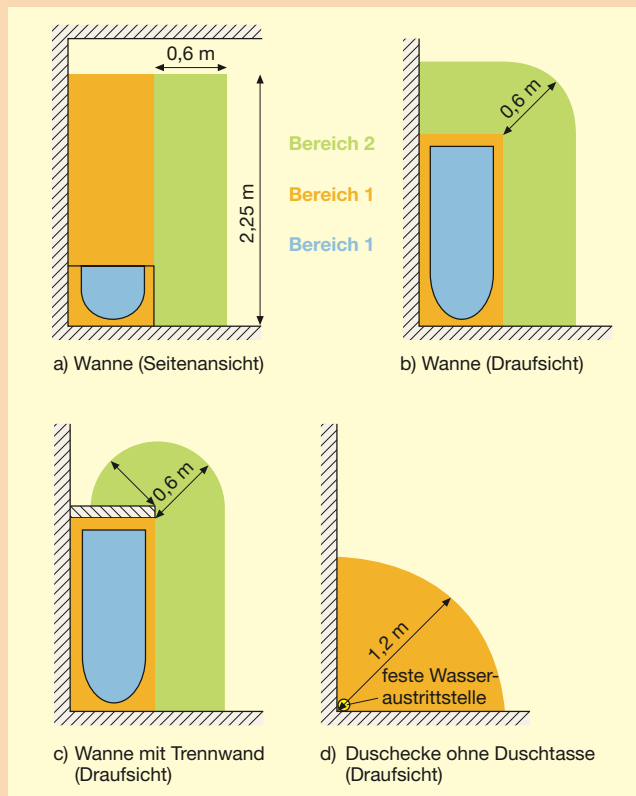 0,6 m
2,25 m
Bereich 2
Bereich 1
Bereich 1
0,6 m
a) Wanne (Seitenansicht)
b) Wanne (Draufsicht)
0,6 m
c) Wanne mit Trennwand
(Draufsicht)
1,2 m
feste Wasser-
austrittstelle
d) Duschecke ohne Duschtasse
(Draufsicht)